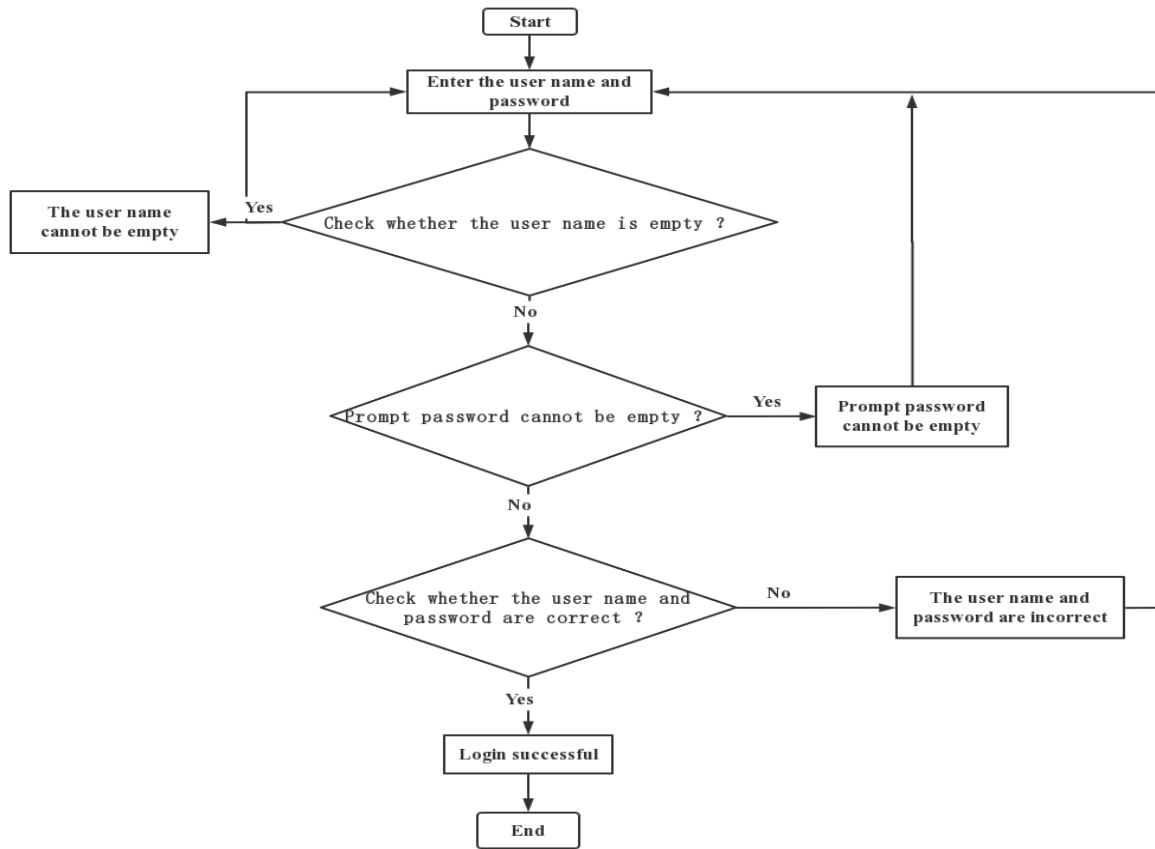 Start
Enter the user name and
password
Yes
The user name
cannot be empty
Check whether the user name is empty ?
No
Prompt password cannot be empty ?
Yes
Prompt password
cannot be empty
No
Check whether the user name and
password are correct ?
No
The user name and
password are incorrect
Yes
Login successful
End